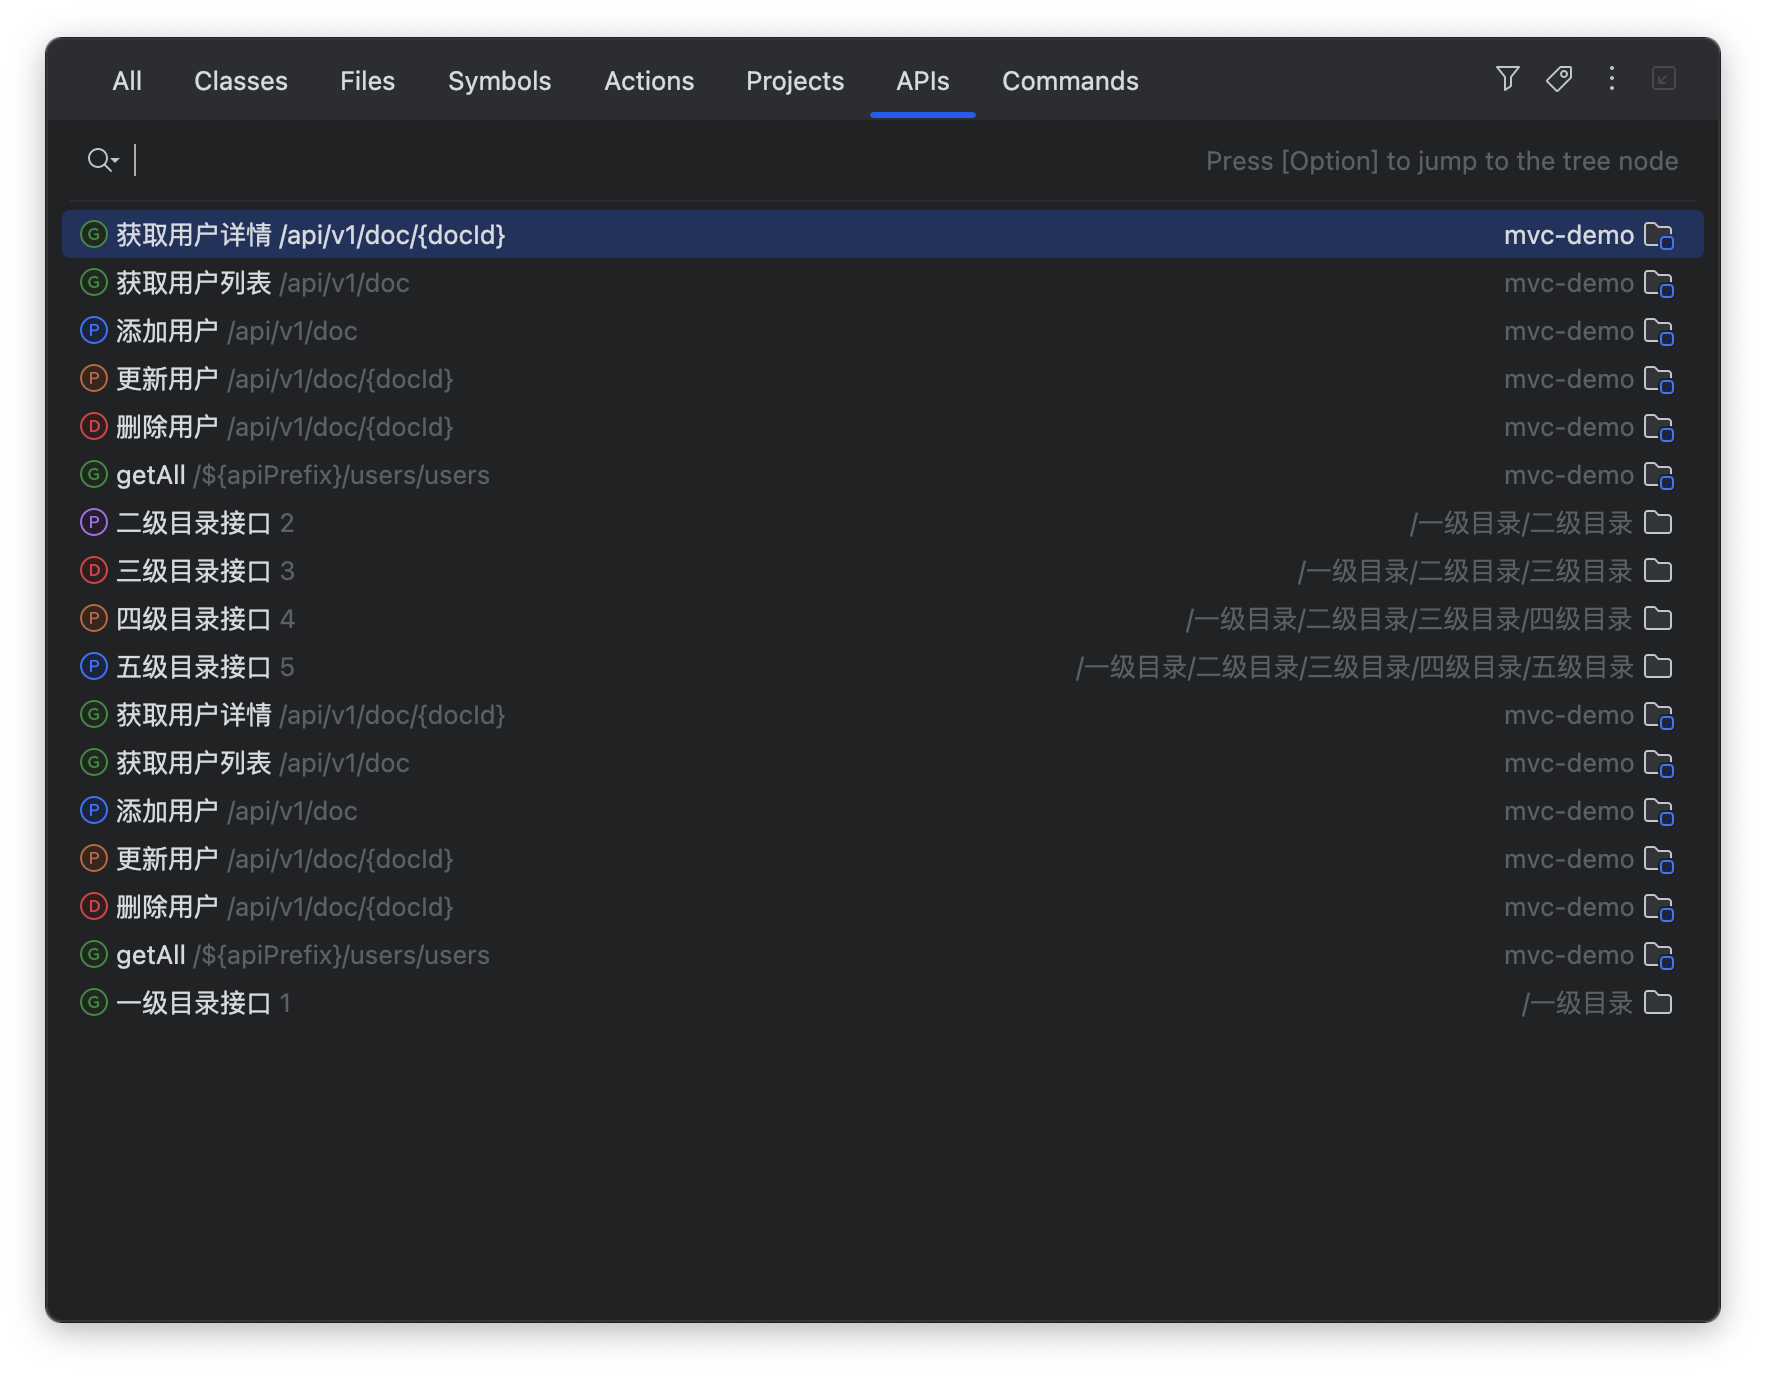 All Classes Files Symbols Actions Projects APIs Commands
Press [Option] to jump to the tree node
G 获取用户详情 /api/v1/doc/{docId} mvc-demo
G 获取用户列表 /api/v1/doc mvc-demo
P 添加用户 /api/v1/doc mvc-demo
P 更新用户 /api/v1/doc/{docId} mvc-demo
D 删除用户 /api/v1/doc/{docId} mvc-demo
G getAll /${apiPrefix}/users/users mvc-demo
P 二级目录接口 2 /一级目录/二级目录
D 三级目录接口 3 /一级目录/二级目录/三级目录
P 四级目录接口 4 /一级目录/二级目录/三级目录/四级目录
P 五级目录接口 5 /一级目录/二级目录/三级目录/四级目录/五级目录
G 获取用户详情 /api/v1/doc/{docId} mvc-demo
G 获取用户列表 /api/v1/doc mvc-demo
P 添加用户 /api/v1/doc mvc-demo
P 更新用户 /api/v1/doc/{docId} mvc-demo
D 删除用户 /api/v1/doc/{docId} mvc-demo
G getAll /${apiPrefix}/users/users mvc-demo
G 一级目录接口 1 /一级目录